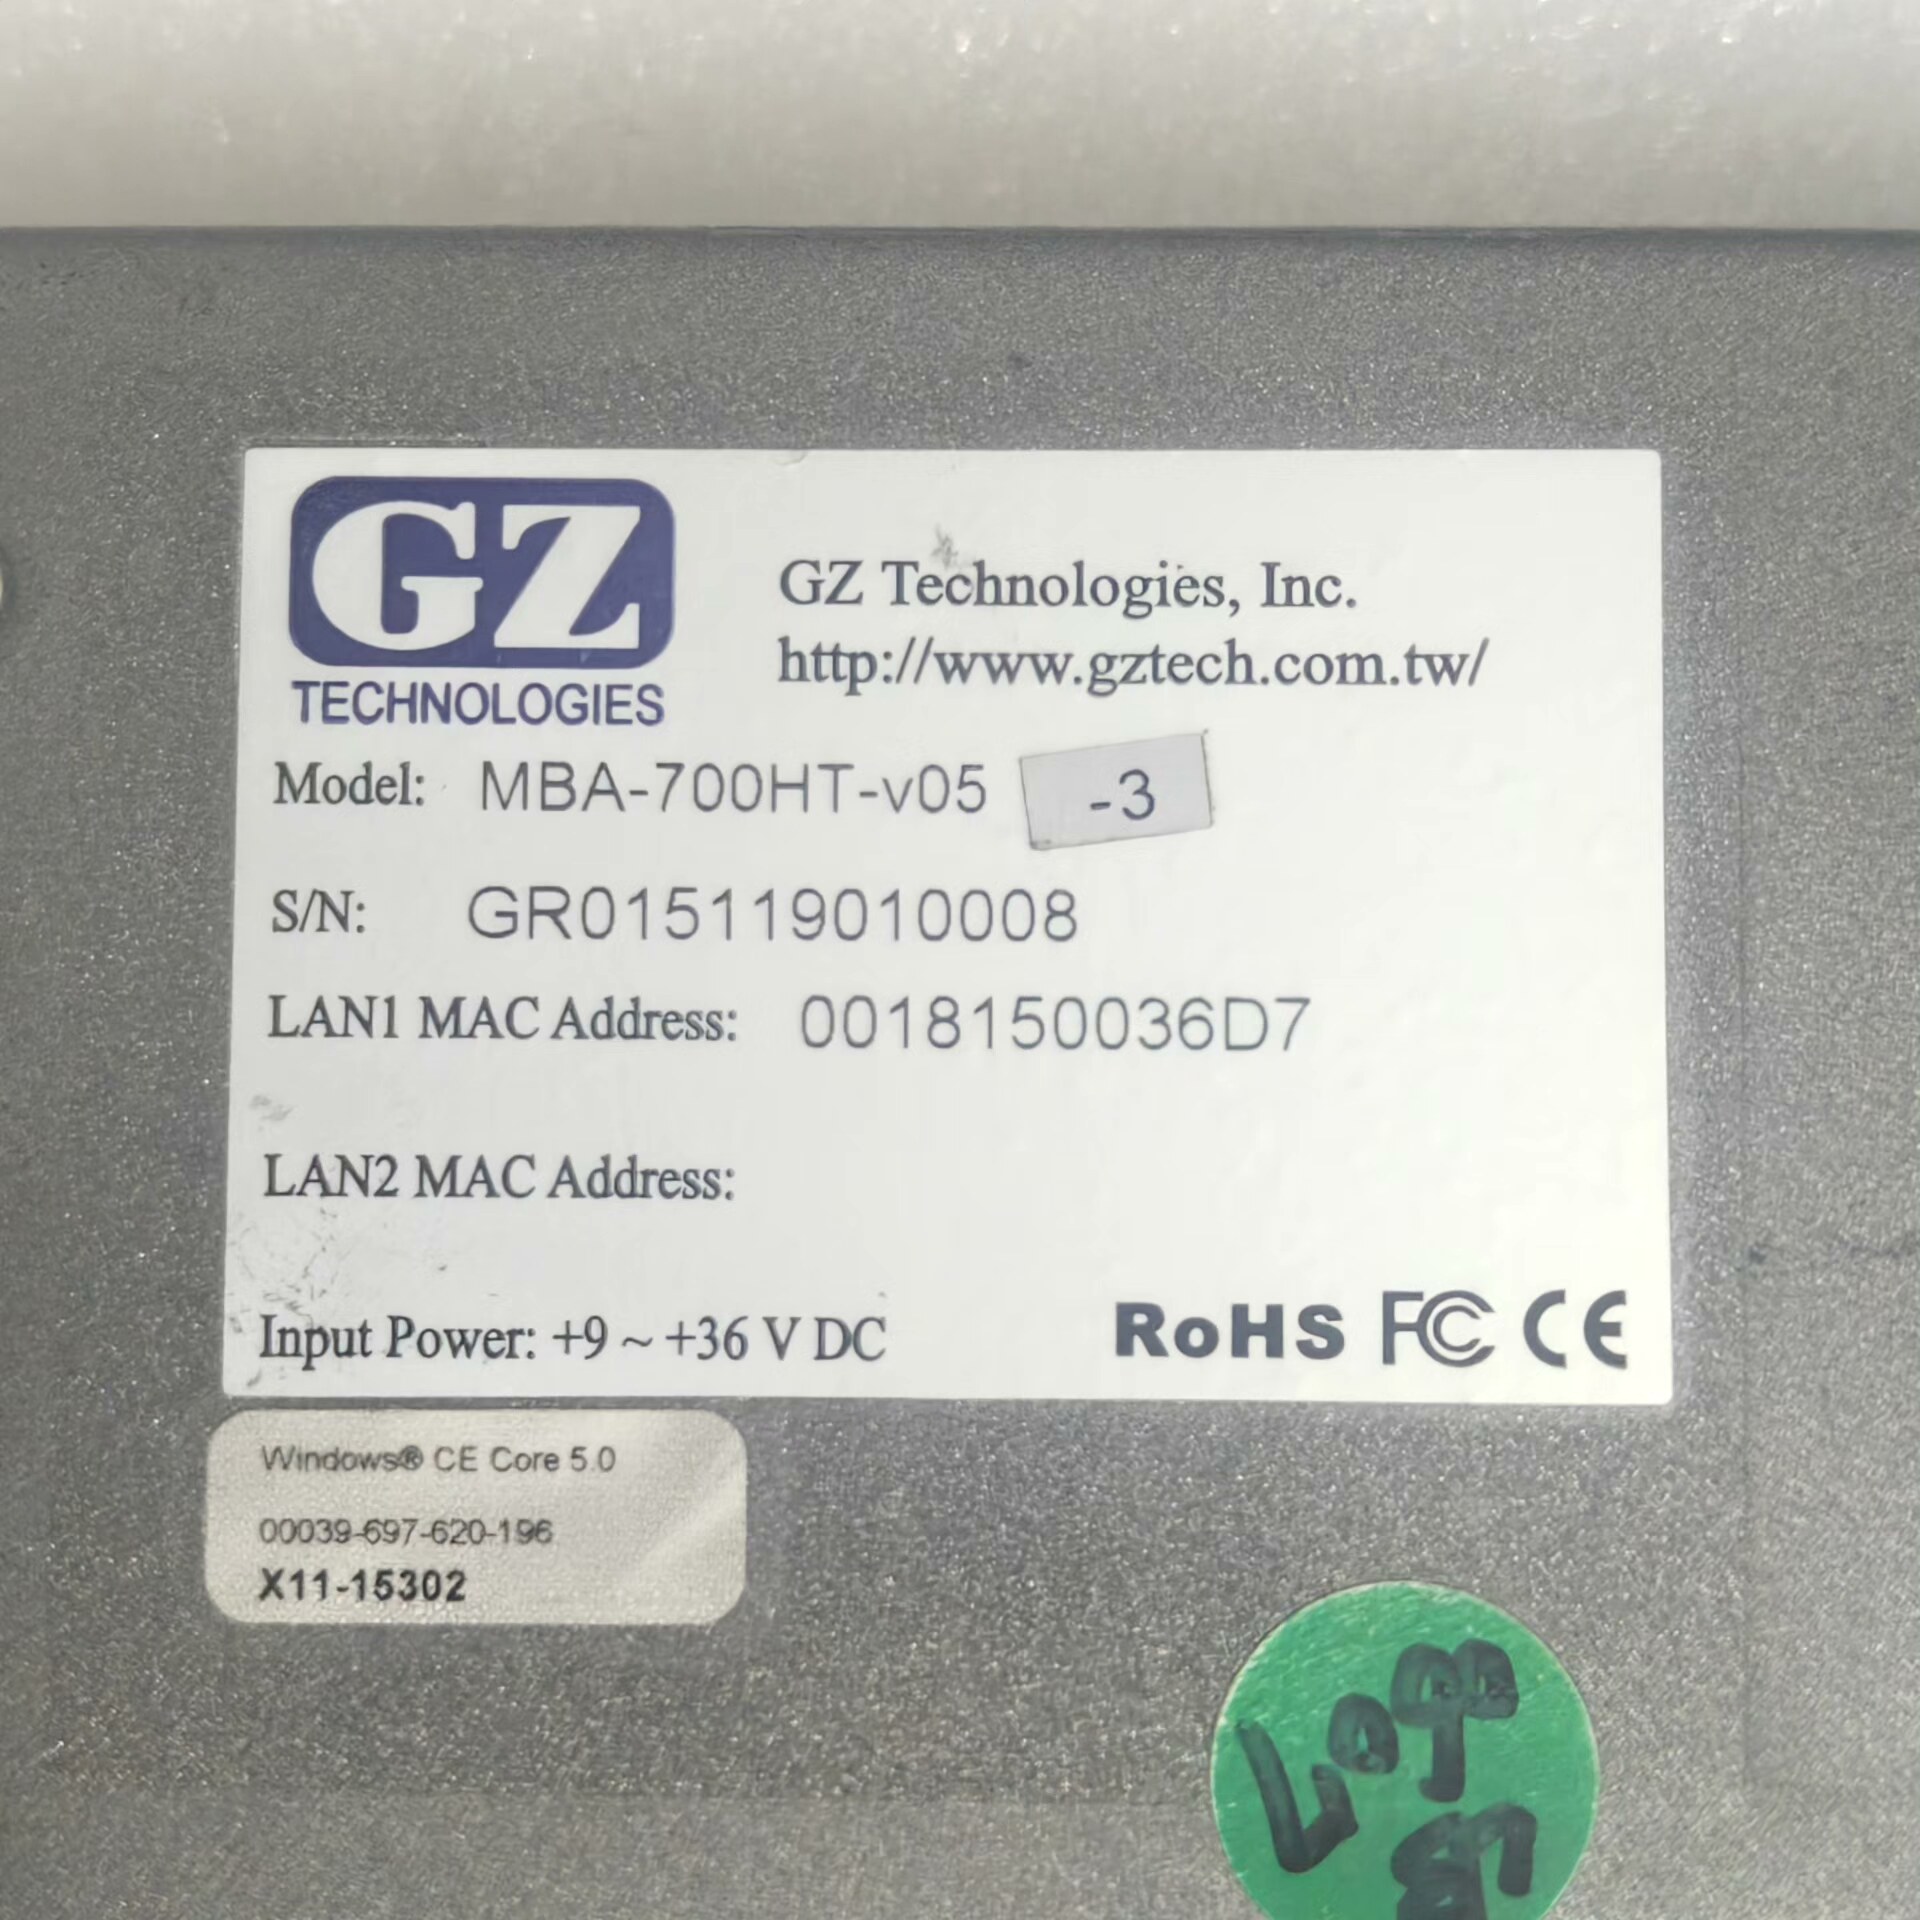 GZ
TECHNOLOGIES
GZ Technologies, Inc.
http://www.gztech.com.tw/
Model: MBA-700HT-v05 -3
S/N: GR015119010008
LAN1 MAC Address: 0018150036D7
LAN2 MAC Address:
Input Power: +9 ~ +36 V DC
RoHS FC CE
Windows® CE Core 5.0
00039-697-620-196
X11-15302